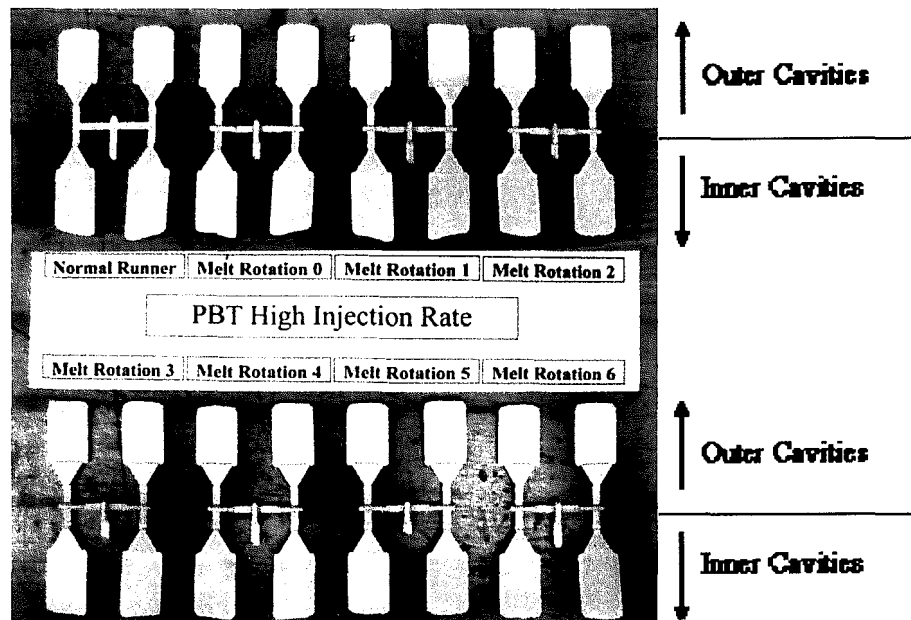 Outer Cavities
Inner Cavities
Normal Runner
Melt Rotation 0
Melt Rotation 1
Melt Rotation 2
PBT High Injection Rate
Melt Rotation 3
Melt Rotation 4
Melt Rotation 5
Melt Rotation 6
Outer Cavities
Inner Cavities